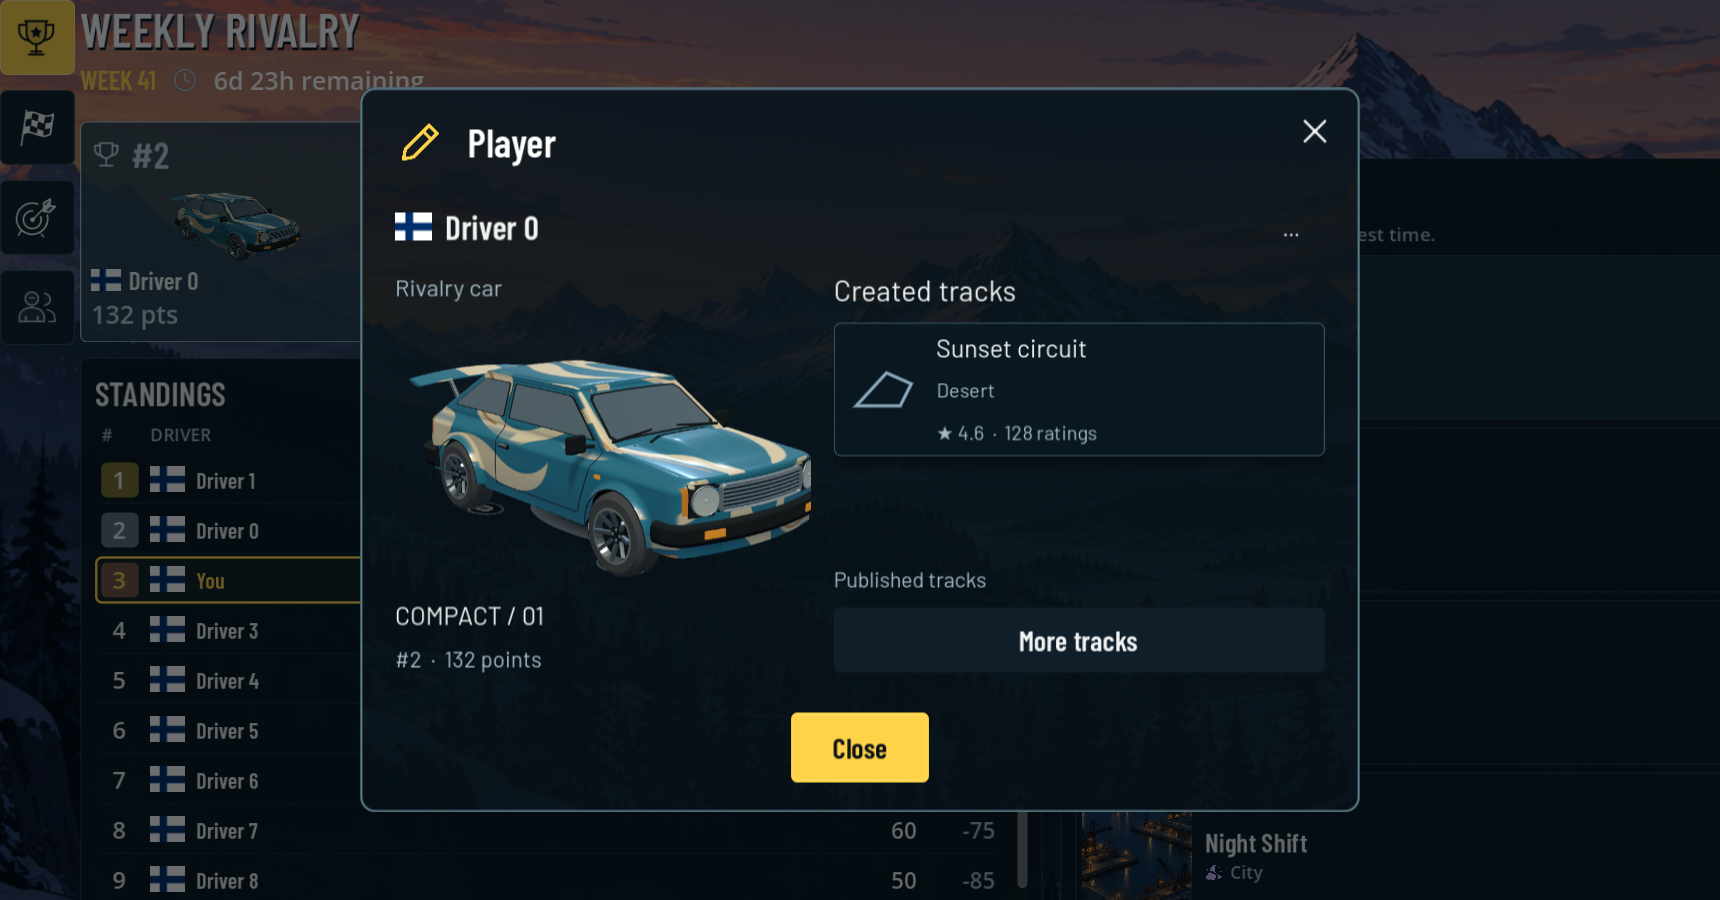 WEEKLY RIVALRY
WEEK 41 6d 23h remaining
#2
Driver 0
132 pts
STANDINGS
# DRIVER
1 Driver 1
2 Driver 0
3 You
4 Driver 3
5 Driver 4
6 Driver 5
7 Driver 6
8 Driver 7 60 -75
9 Driver 8 50 -85
Player
Driver 0
...
Rivalry car
COMPACT / 01
#2 · 132 points
Created tracks
Sunset circuit
Desert
★ 4.6 · 128 ratings
Published tracks
More tracks
Close
est time.
Night Shift
City